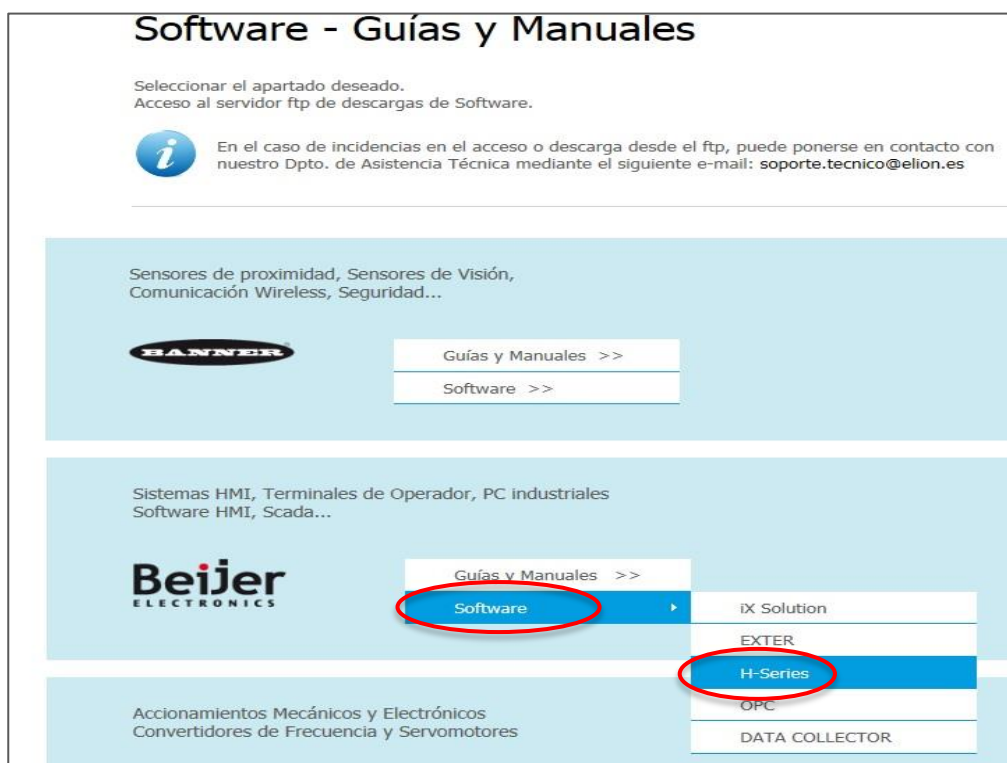 Software - Guías y Manuales
Seleccionar el apartado deseado.
Acceso al servidor ftp de descargas de Software.
i
En el caso de incidencias en el acceso o descarga desde el ftp, puede ponerse en contacto con
nuestro Dpto. de Asistencia Técnica mediante el siguiente e-mail: soporte.tecnico@elion.es
Sensores de proximidad, Sensores de Visión,
Comunicación Wireless, Seguridad...
BANNER
Guías y Manuales >>
Software >>
Sistemas HMI, Terminales de Operador, PC industriales
Software HMI, Scada...
Beijer
ELECTRONICS
Guías y Manuales >>
Software
iX Solution
EXTER
H-Series
OPC
DATA COLLECTOR
Accionamientos Mecánicos y Electrónicos
Convertidores de Frecuencia y Servomotores